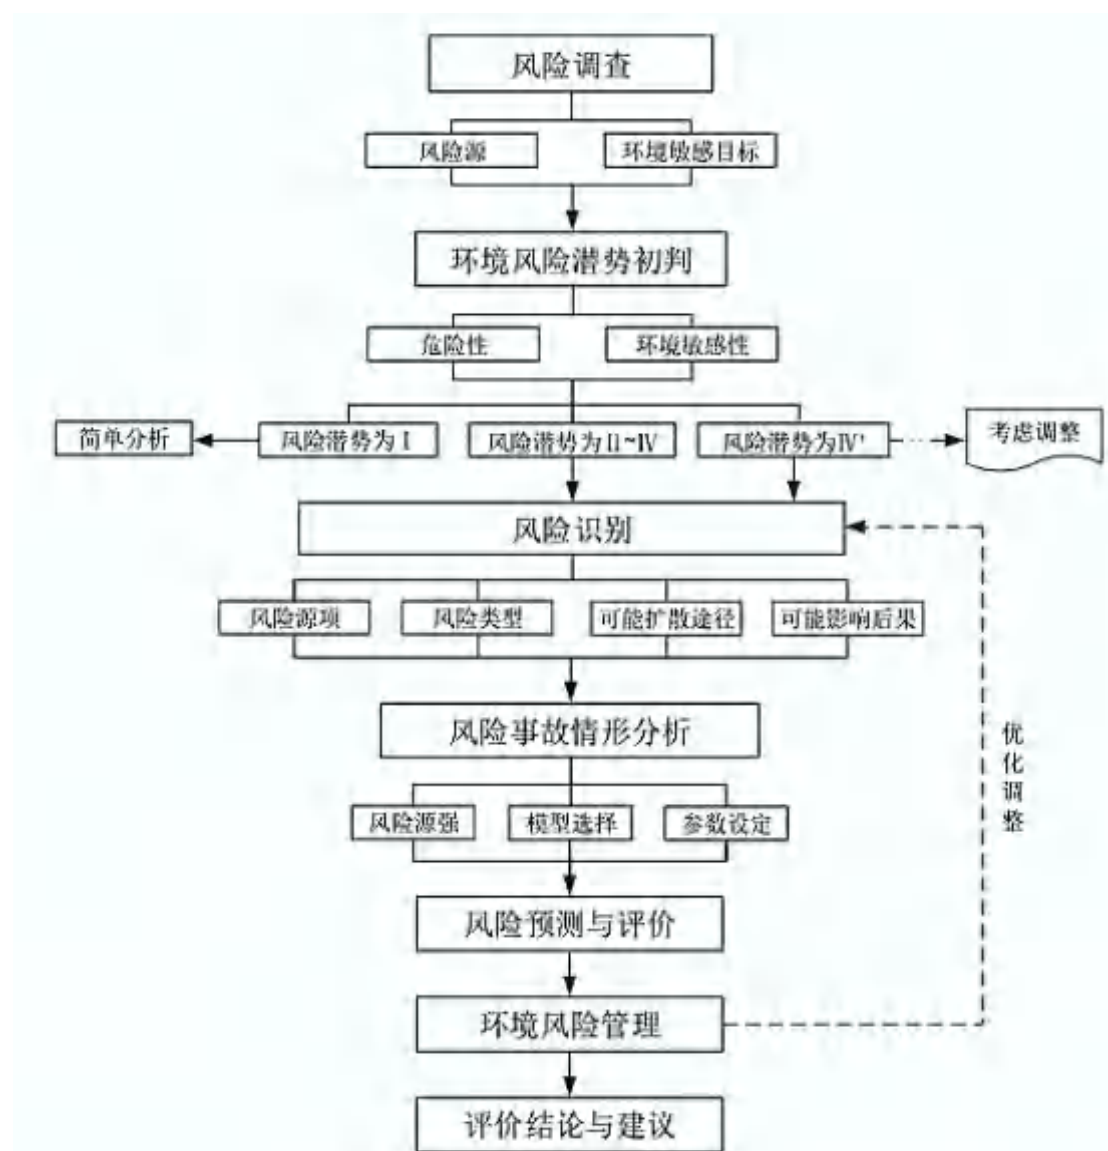 风险调查
风险源
环境敏感目标
环境风险潜势初判
危险性
环境敏感性
简单分析
风险潜势为Ⅰ
风险潜势为Ⅱ~Ⅳ
风险潜势为Ⅳ+
考虑调整
风险识别
风险源项
风险类型
可能扩散途径
可能影响后果
风险事故情形分析
优化调整
风险源强
模型选择
参数设定
风险预测与评价
环境风险管理
评价结论与建议